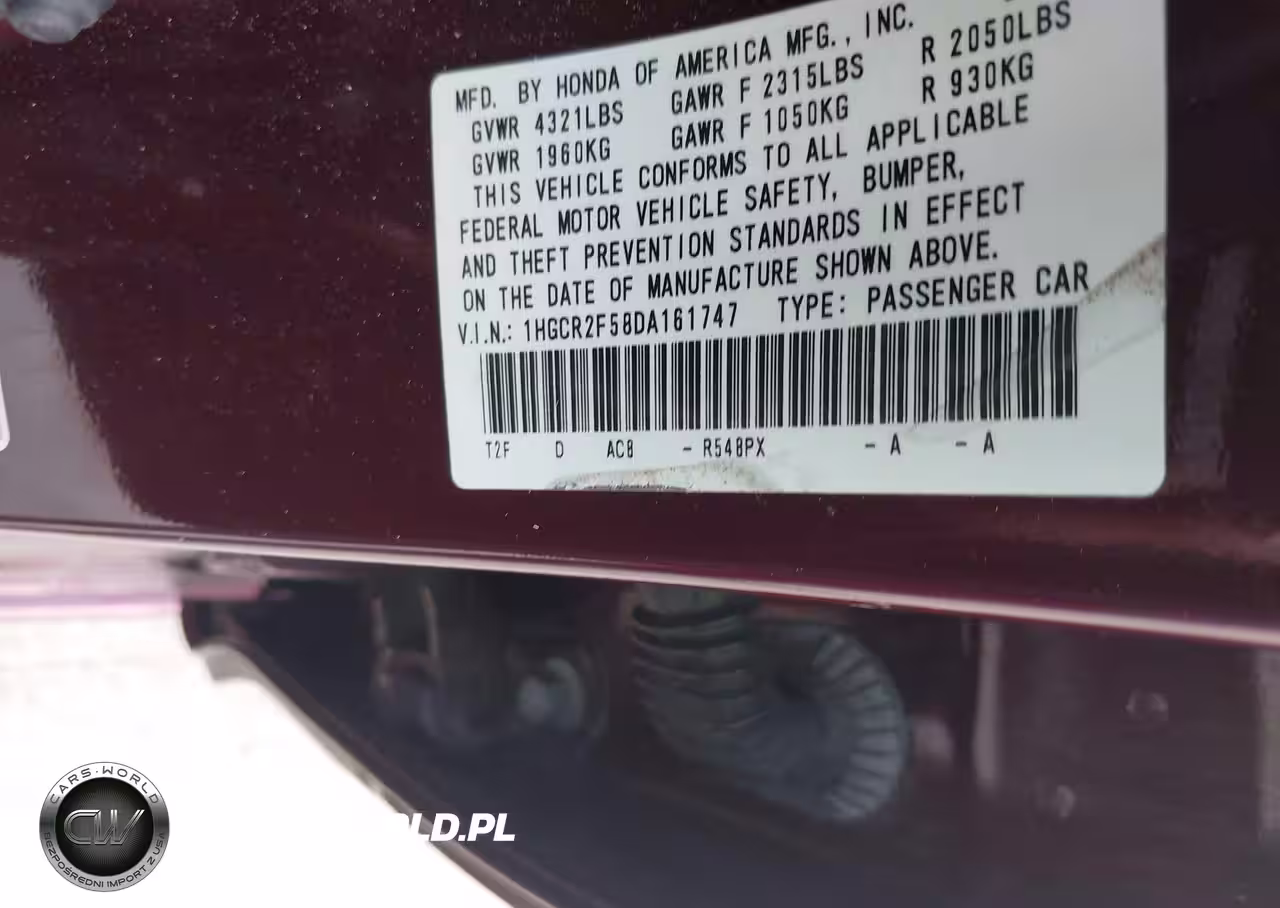 MFD. BY HONDA OF AMERICA MFG., INC.
GVWR 4321LBS GAWR F 2315LBS R 2050LBS
GVWR 1960KG GAWR F 1050KG R 930KG
THIS VEHICLE CONFORMS TO ALL APPLICABLE
FEDERAL MOTOR VEHICLE SAFETY, BUMPER,
AND THEFT PREVENTION STANDARDS IN EFFECT
ON THE DATE OF MANUFACTURE SHOWN ABOVE.
V.I.N.: 1HGCR2F58DA161747 TYPE: PASSENGER CAR
T2F D AC8 - R548PX - A - A
CARS·WORLD
CW
BEZPOŚREDNI IMPORT Z USA
LD.PL